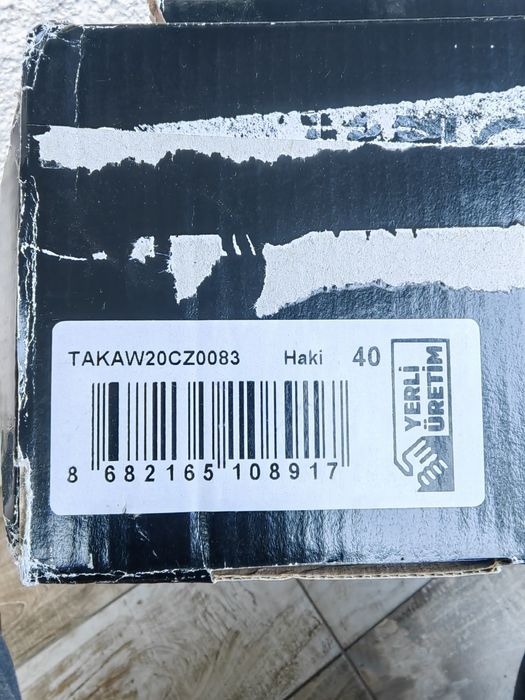 TAKAW20CZ0083 Haki 40
YERLİ
ÜRETİM
8 682165 108917